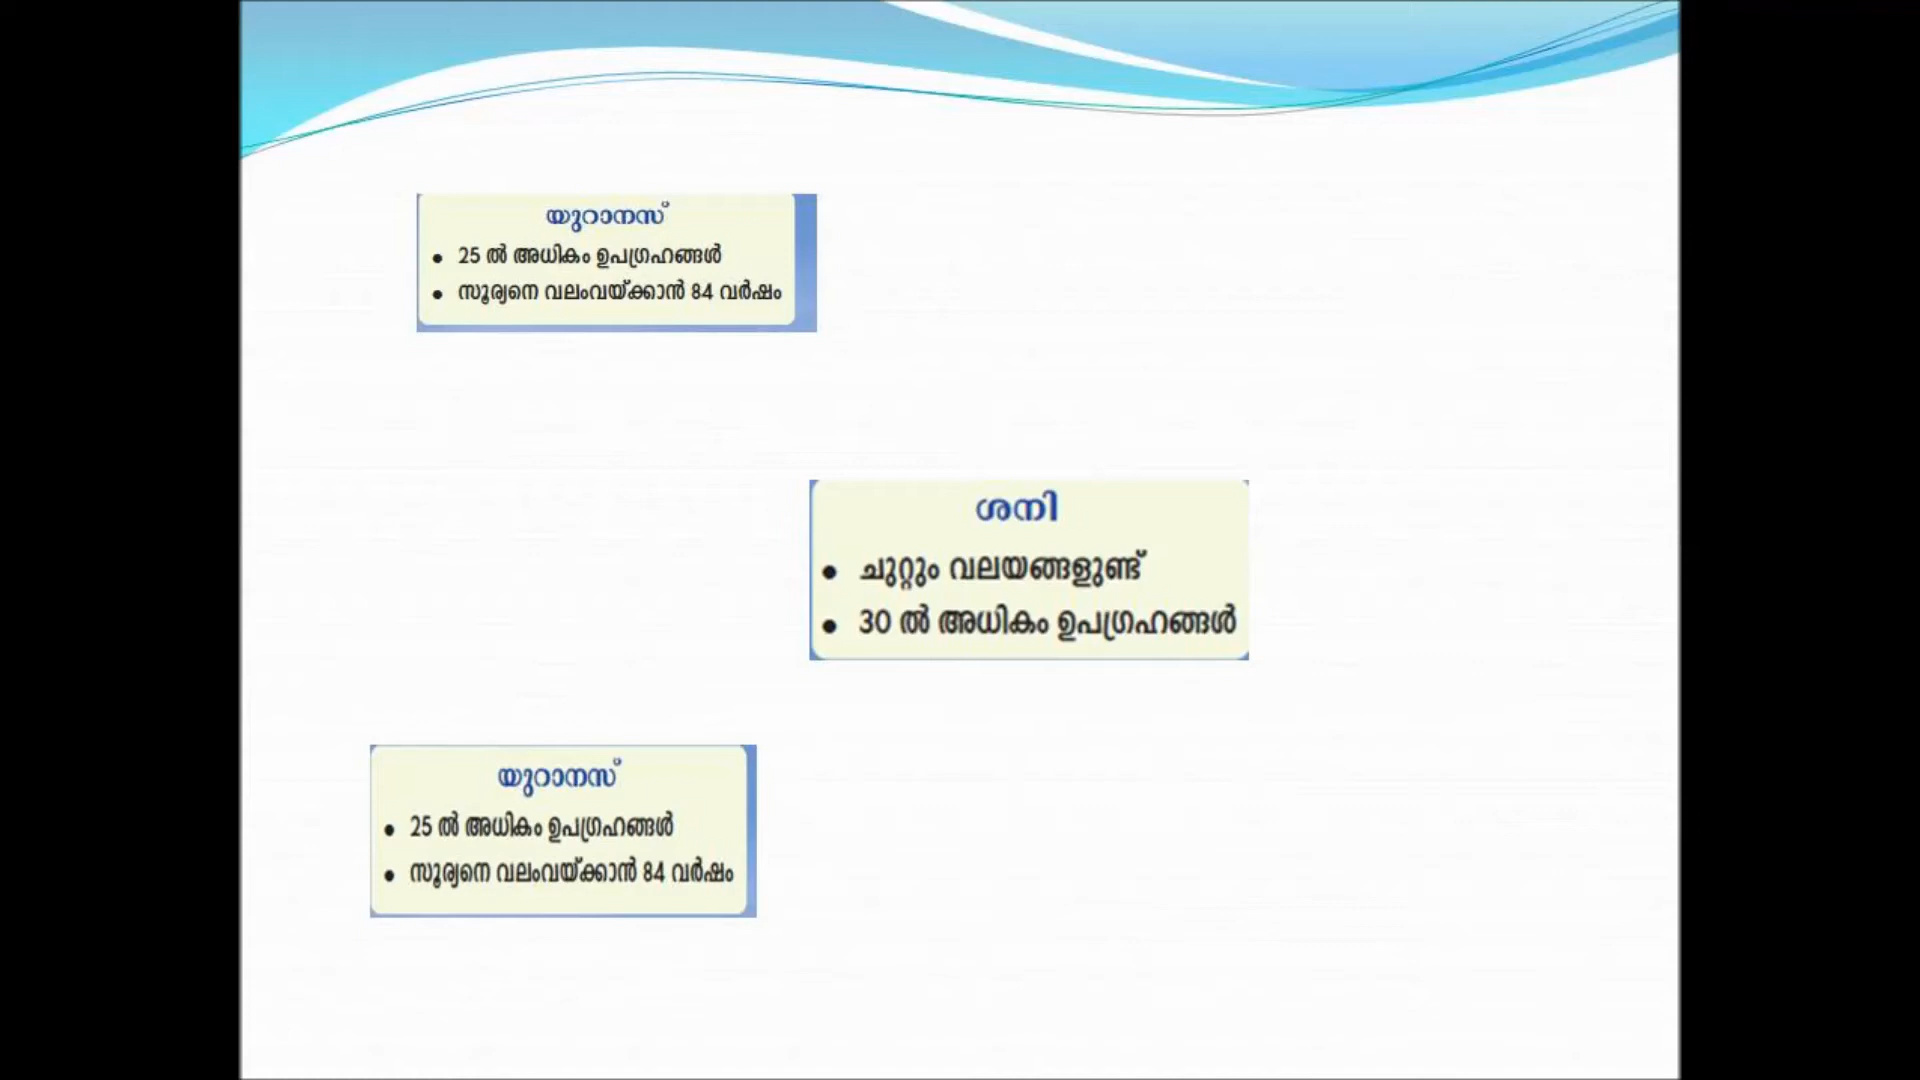 യുറാനസ്
• 25 ൽ അധികം ഉപഗ്രഹങ്ങൾ
• സൂര്യനെ വലംവയ്ക്കാൻ 84 വർഷം
ശനി
• ചുറ്റും വലയങ്ങളുണ്ട്
• 30 ൽ അധികം ഉപഗ്രഹങ്ങൾ
യുറാനസ്
• 25 ൽ അധികം ഉപഗ്രഹങ്ങൾ
• സൂര്യനെ വലംവയ്ക്കാൻ 84 വർഷം